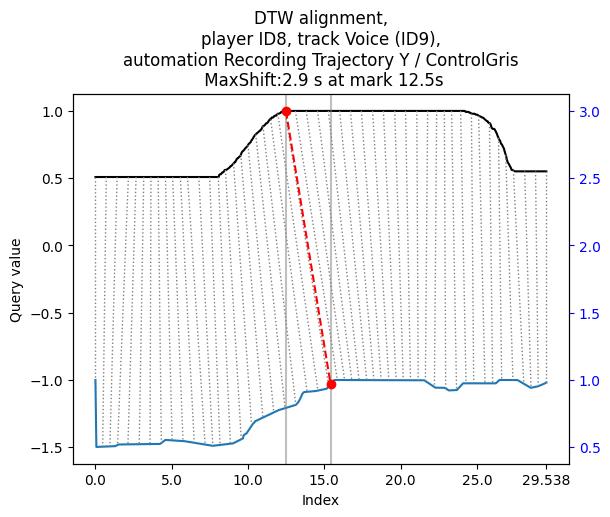 DTW alignment,
player ID8, track Voice (ID9),
automation Recording Trajectory Y / ControlGris
MaxShift:2.9 s at mark 12.5s
1.0
0.5
0.0
−0.5
−1.0
−1.5
Query value
3.0
2.5
2.0
1.5
1.0
0.5
0.0 5.0 10.0 15.0 20.0 25.0 29.538
Index